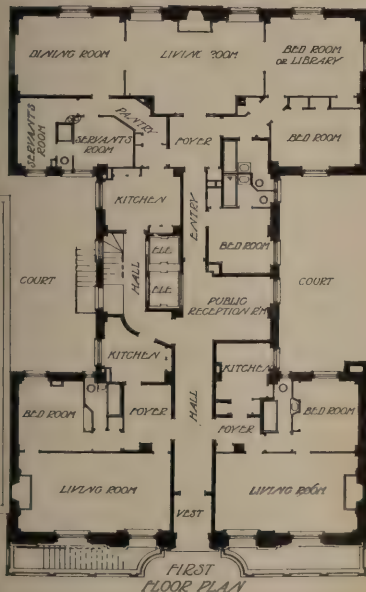 DINING ROOM
LIVING ROOM
BED ROOM
OR LIBRARY
SERVANT'S
ROOM
SERVANT'S
ROOM
PANTRY
FOYER
BED ROOM
KITCHEN
ENTRY
BED ROOM
COURT
HALL
ELE
ELE
PUBLIC
RECEPTION RM
COURT
KITCHEN
KITCHEN
HALL
BED ROOM
FOYER
FOYER
BED ROOM
LIVING ROOM
LIVING ROOM
VEST
FIRST
FLOOR PLAN